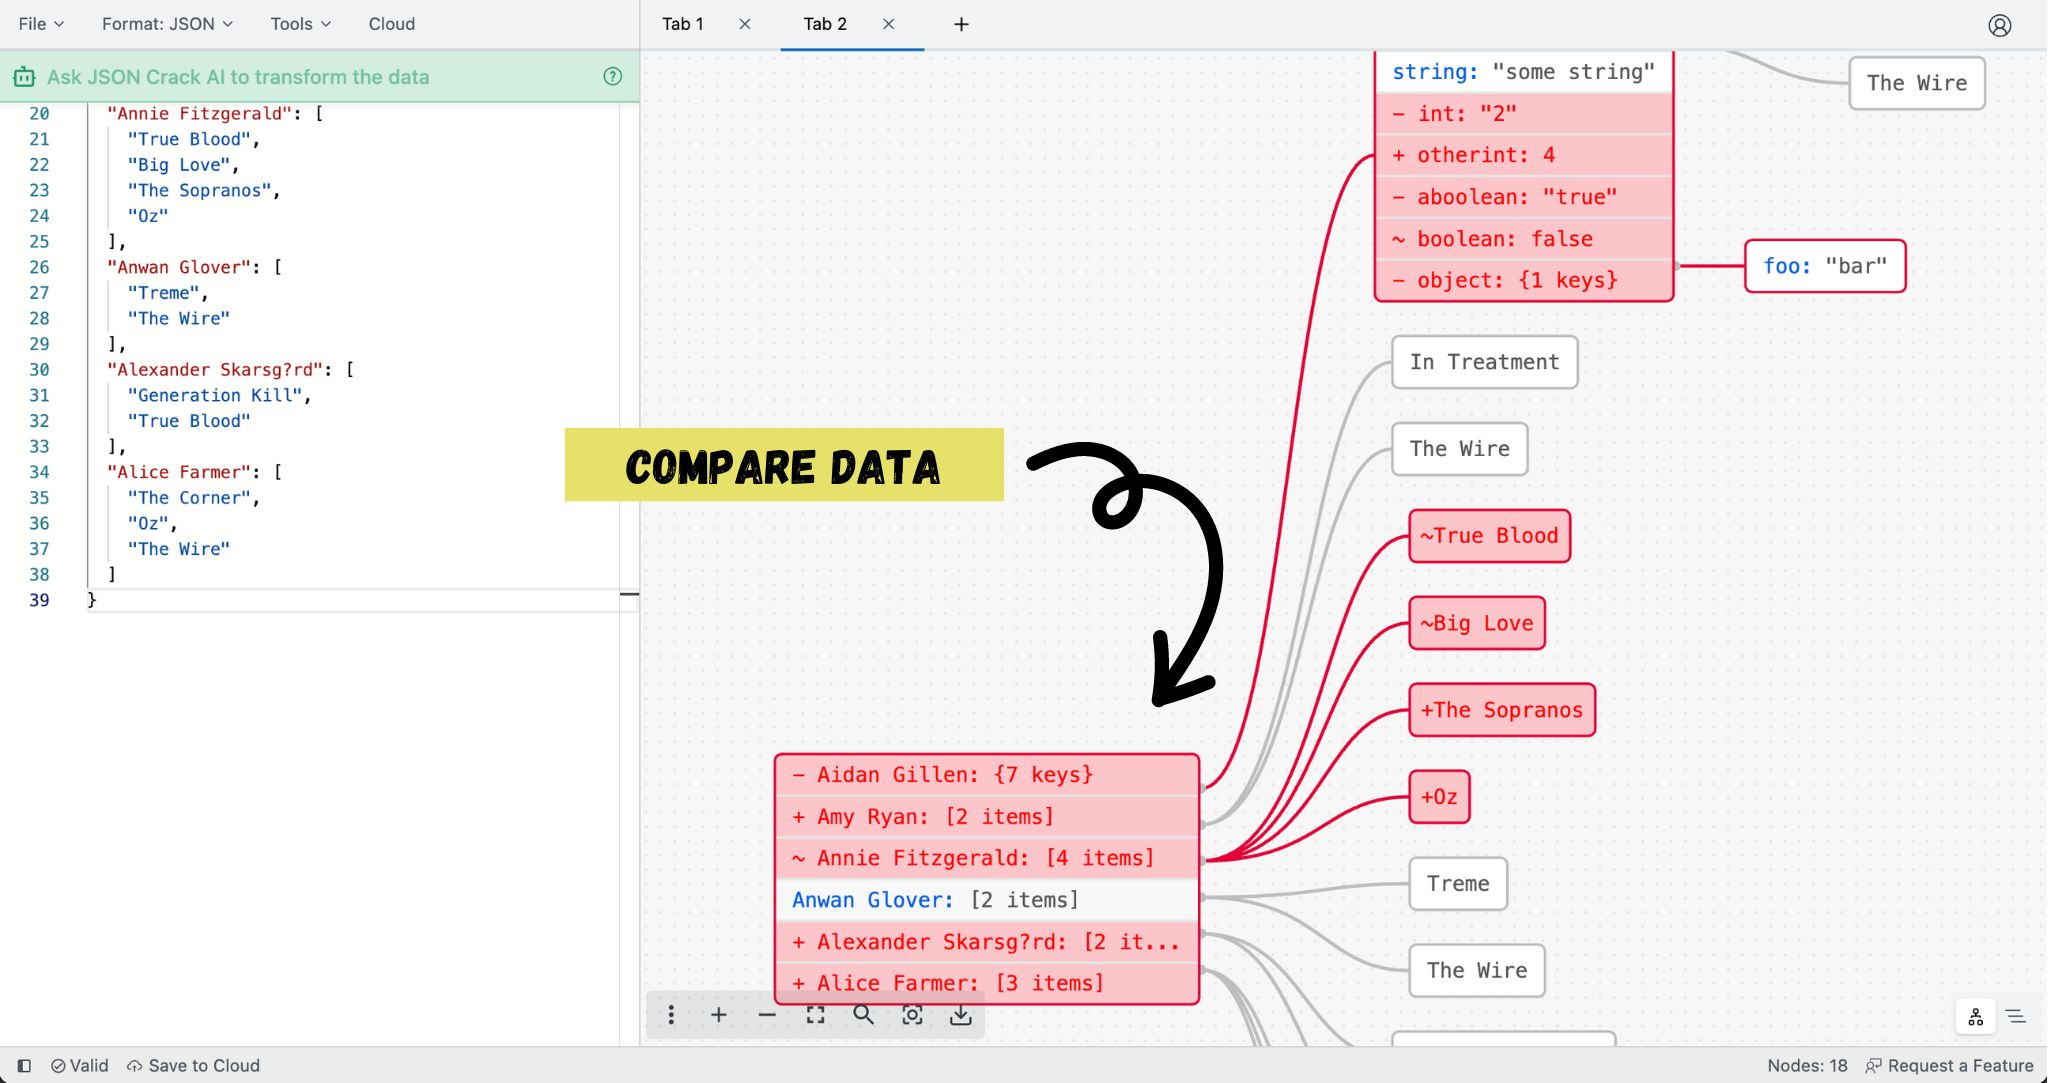 File Format: JSON Tools Cloud
Ask JSON Crack AI to transform the data
20 "Annie Fitzgerald": [
21 "True Blood",
22 "Big Love",
23 "The Sopranos",
24 "Oz"
25 ],
26 "Anwan Glover": [
27 "Treme",
28 "The Wire"
29 ],
30 "Alexander Skarsg?rd": [
31 "Generation Kill",
32 "True Blood"
33 ],
34 "Alice Farmer": [
35 "The Corner",
36 "Oz",
37 "The Wire"
38 ]
39 }
Tab 1 Tab 2
string: "some string"
- int: "2"
+ otherint: 4
- aboolean: "true"
~ boolean: false
- object: {1 keys}
The Wire
foo: "bar"
In Treatment
The Wire
COMPARE DATA
~True Blood
~Big Love
+The Sopranos
+Oz
Treme
The Wire
- Aidan Gillen: {7 keys}
+ Amy Ryan: [2 items]
~ Annie Fitzgerald: [4 items]
Anwan Glover: [2 items]
+ Alexander Skarsg?rd: [2 it...
+ Alice Farmer: [3 items]
Valid Save to Cloud
Nodes: 18 Request a Feature